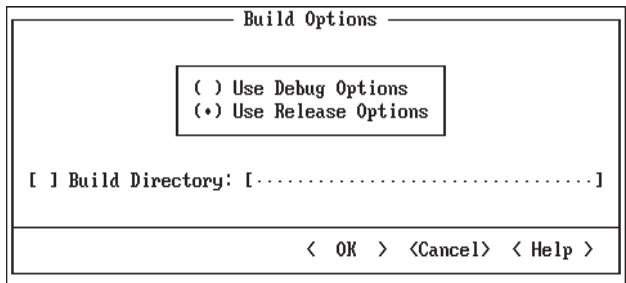 Build Options
( ) Use Debug Options
(•) Use Release Options
[ ] Build Directory: [································]
< OK > <Cancel> < Help >